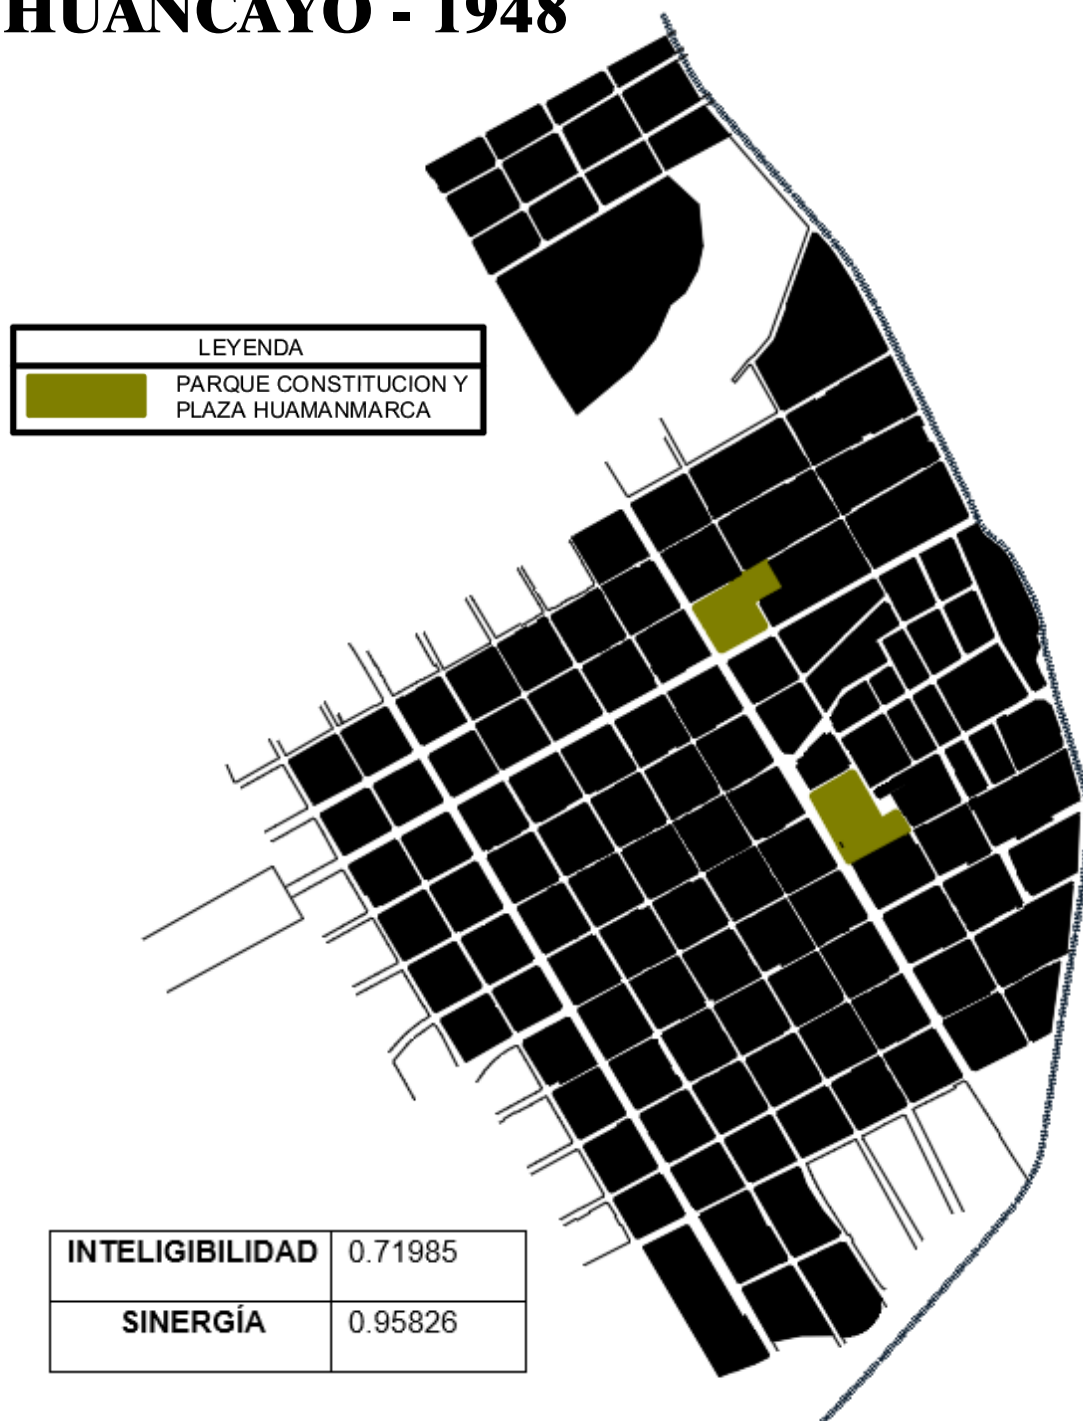 HUANCAYO - 1948
LEYENDA
PARQUE CONSTITUCION Y
PLAZA HUAMANMARCA
INTELIGIBILIDAD 0.71985
SINERGÍA 0.95826